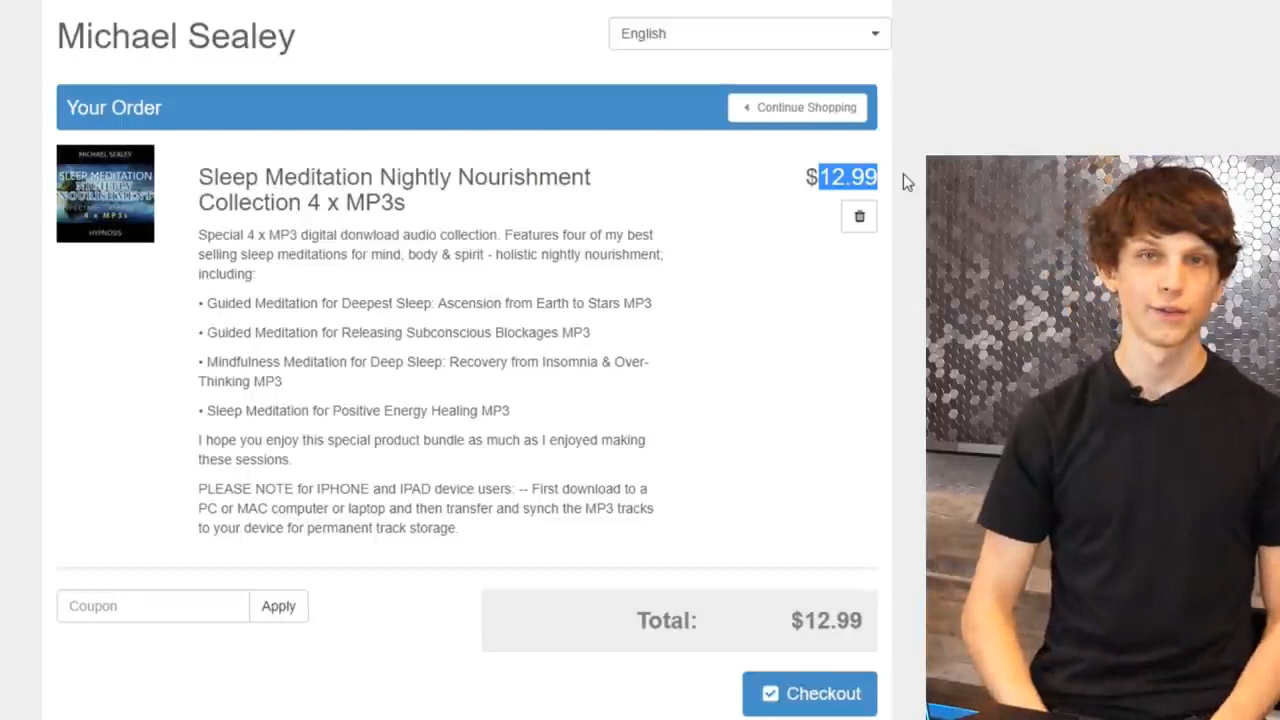 Michael Sealey
English
Your Order
Continue Shopping
MICHAEL SEALEY
SLEEP MEDITATION
NIGHTLY
NOURISHMENT
4 x MP3s
HYPNOSIS
Sleep Meditation Nightly Nourishment
Collection 4 x MP3s
$12.99
Special 4 x MP3 digital donwload audio collection. Features four of my best
selling sleep meditations for mind, body & spirit - holistic nightly nourishment;
including:
• Guided Meditation for Deepest Sleep: Ascension from Earth to Stars MP3
• Guided Meditation for Releasing Subconscious Blockages MP3
• Mindfulness Meditation for Deep Sleep: Recovery from Insomnia & Over-
Thinking MP3
• Sleep Meditation for Positive Energy Healing MP3
I hope you enjoy this special product bundle as much as I enjoyed making
these sessions.
PLEASE NOTE for IPHONE and IPAD device users: -- First download to a
PC or MAC computer or laptop and then transfer and synch the MP3 tracks
to your device for permanent track storage.
Coupon
Apply
Total: $12.99
Checkout